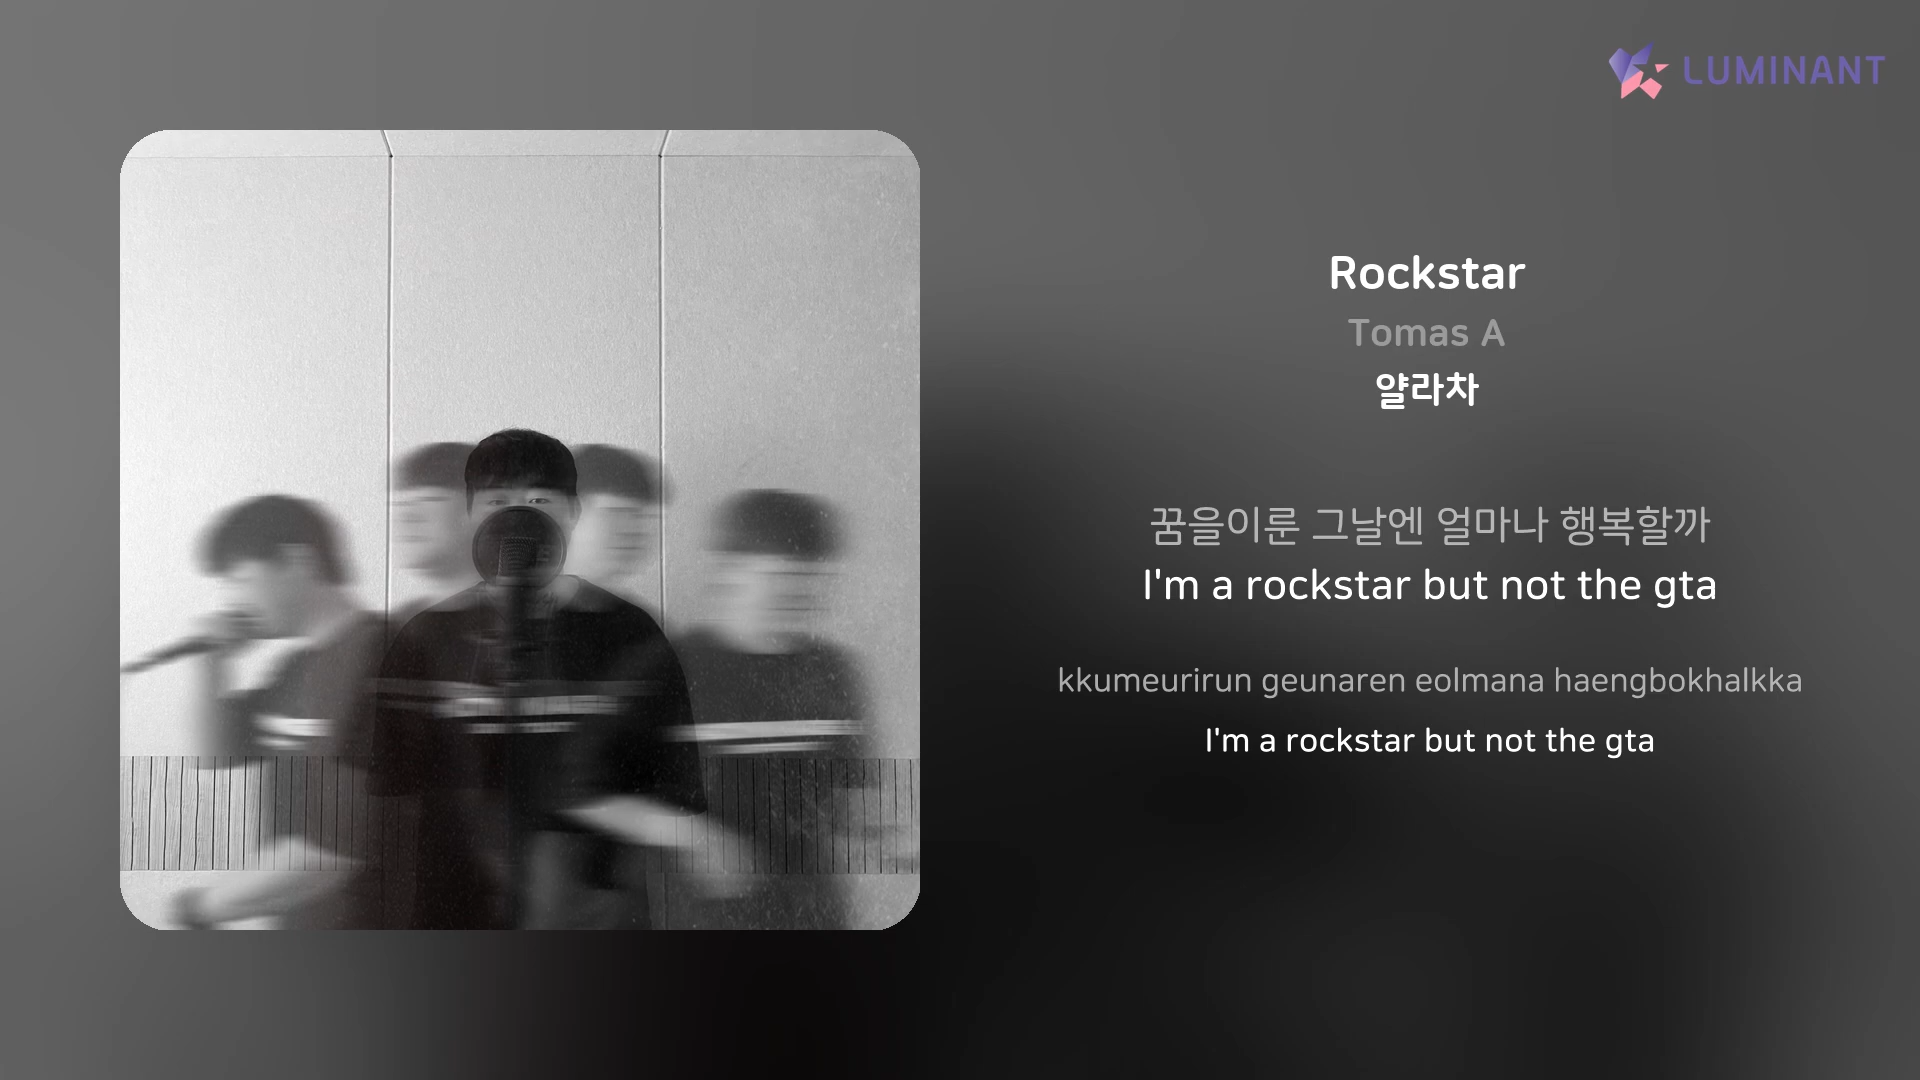 LUMINANT
Rockstar
Tomas A
얄라차
꿈을이룬 그날엔 얼마나 행복할까
I'm a rockstar but not the gta
kkumeurirun geunaren eolmana haengbokhalkka
I'm a rockstar but not the gta